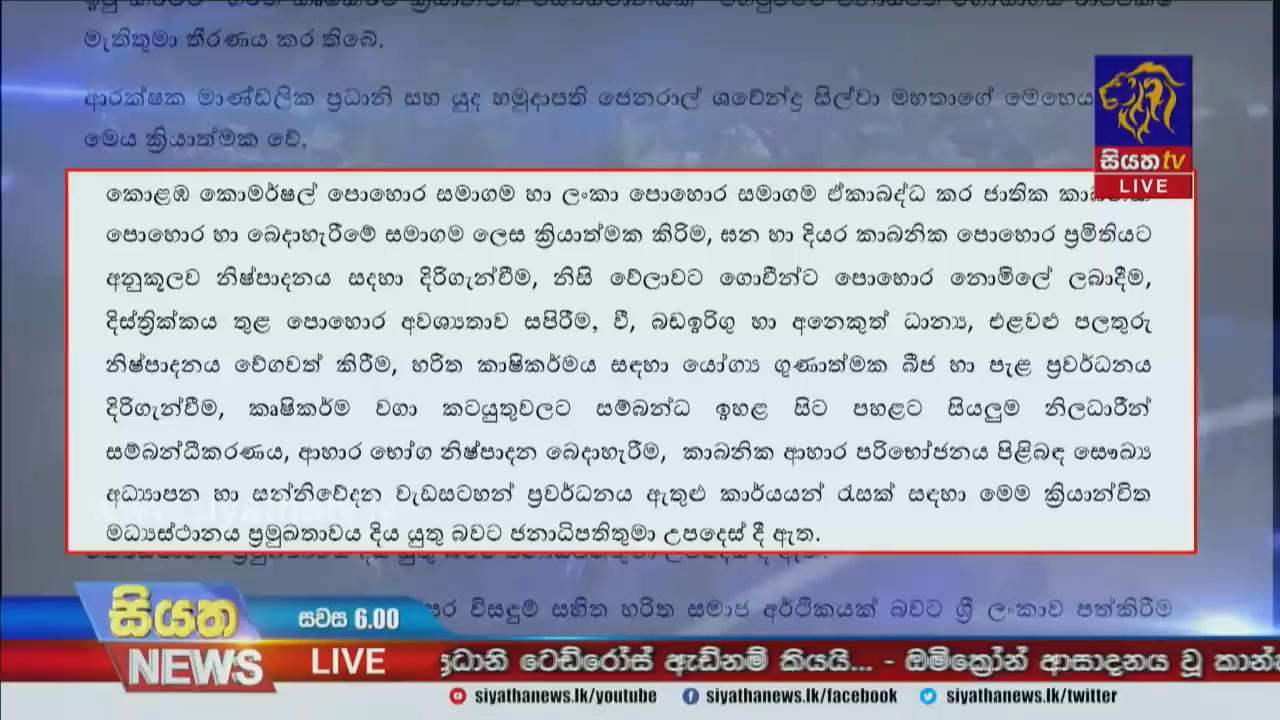 මැතිතුමා තීරණය කර තිබේ.
ආරක්ෂක මාණ්ඩලික ප්‍රධානි සහ යුද හමුදාපති ජෙනරාල් ශවේන්ද්‍ර සිල්වා මහතාගේ
මෙය ක්‍රියාත්මක වේ.
කොළඹ කොමර්ෂල් පොහොර සමාගම හා ලංකා පොහොර සමාගම ඒකාබද්ධ කර ජාතික
පොහොර හා බෙදාහැරීමේ සමාගම ලෙස ක්‍රියාත්මක කිරීම, ඝන හා දියර කාබනික පොහොර ප්‍රමිතියට
අනුකූලව නිෂ්පාදනය සදහා දිරිගැන්වීම, නිසි වේලාවට ගොවීන්ට පොහොර නොමිලේ ලබාදීම,
දිස්ත්‍රික්කය තුළ පොහොර අවශ්‍යතාව සපිරීම, වී, බඩඉරිගු හා අනෙකුත් ධාන්‍ය, එළවළු පලතුරු
නිෂ්පාදනය වේගවත් කිරීම, හරිත කෘෂිකර්මය සඳහා යෝග්‍ය ගුණාත්මක බීජ හා පැළ ප්‍රවර්ධනය
දිරිගැන්වීම, කෘෂිකර්ම වගා කටයුතුවලට සම්බන්ධ ඉහළ සිට පහළට සියලුම නිලධාරීන්
සම්බන්ධීකරණය, ආහාර භෝග නිෂ්පාදන බෙදාහැරීම, කාබනික ආහාර පරිභෝජනය පිළිබඳ සෞඛ්‍ය
අධ්‍යාපන හා සන්නිවේදන වැඩසටහන් ප්‍රවර්ධනය ඇතුළු කාර්යයන් රැසක් සඳහා මෙම ක්‍රියාන්විත
මධ්‍යස්ථානය ප්‍රමුඛතාවය දිය යුතු බවට ජනාධිපතිතුමා උපදෙස් දී ඇත.
විසඳුම් සහිත හරිත සමාජ ආර්ථිකයක් බවට ශ්‍රී ලංකාව පත්කිරීම
සියත tv
LIVE
සියත
NEWS
සවස 6.00
LIVE
ටෙඩ්රෝස් ඇඩ්නම් කියයි... - ඔමික්‍රෝන් ආසාදනය වූ
siyathanews.lk/youtube
siyathanews.lk/facebook
siyathanews.lk/twitter